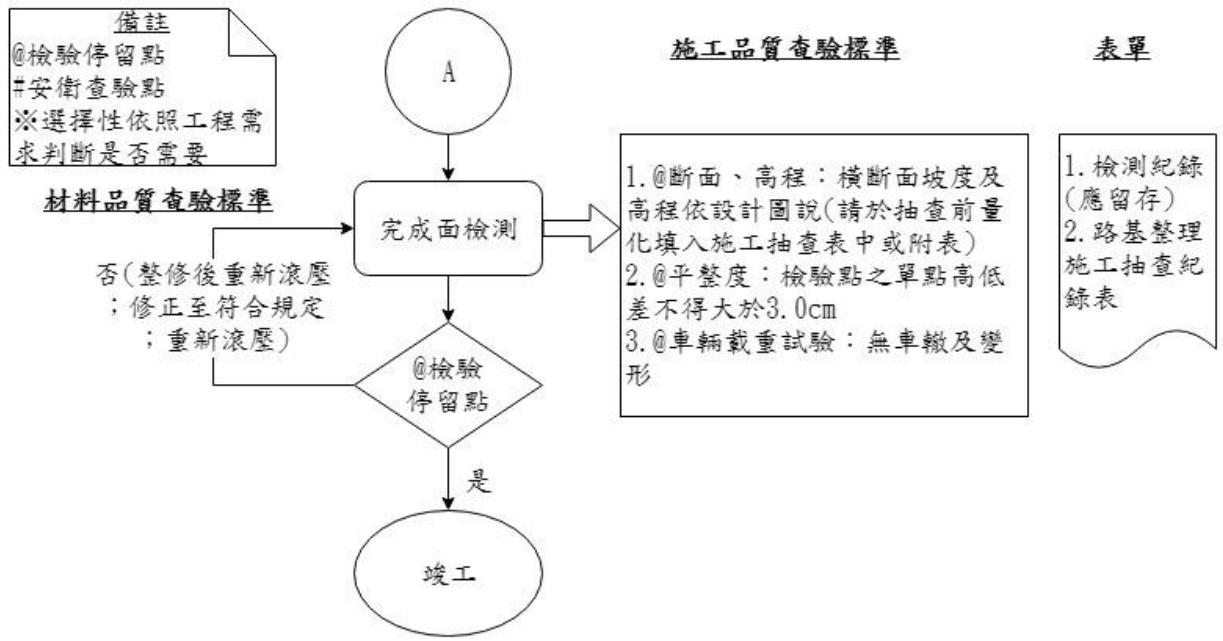 備註
@檢驗停留點
#安衛查驗點
※選擇性依照工程需
求判斷是否需要
材料品質查驗標準
A
施工品質查驗標準
表單
完成面檢測
1.@斷面、高程：橫斷面坡度及
高程依設計圖說(請於抽查前量
化填入施工抽查表中或附表)
2.@平整度：檢驗點之單點高低
差不得大於3.0cm
3.@車輛載重試驗：無車轍及變
形
1.檢測紀錄
(應留存)
2.路基整理
施工抽查紀
錄表
否(整修後重新滾壓
；修正至符合規定
；重新滾壓)
@檢驗
停留點
是
竣工